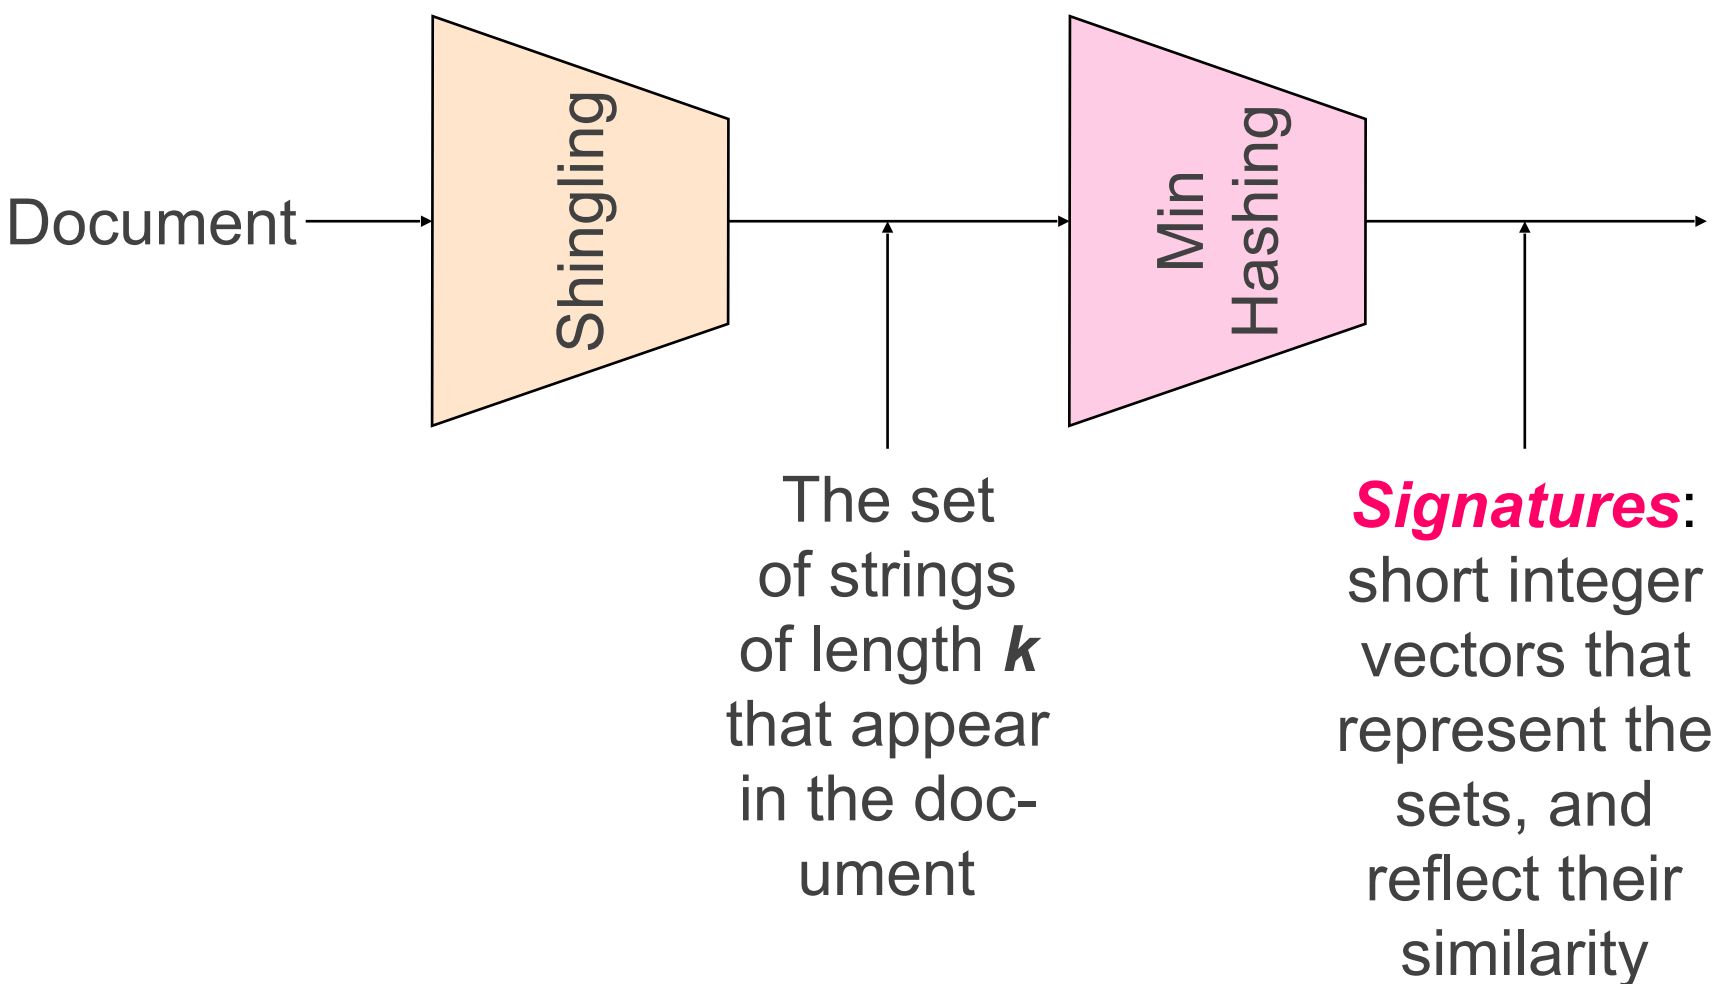 Document
Shingling
Min
Hashing
The set
of strings
of length k
that appear
in the doc-
ument
Signatures:
short integer
vectors that
represent the
sets, and
reflect their
similarity